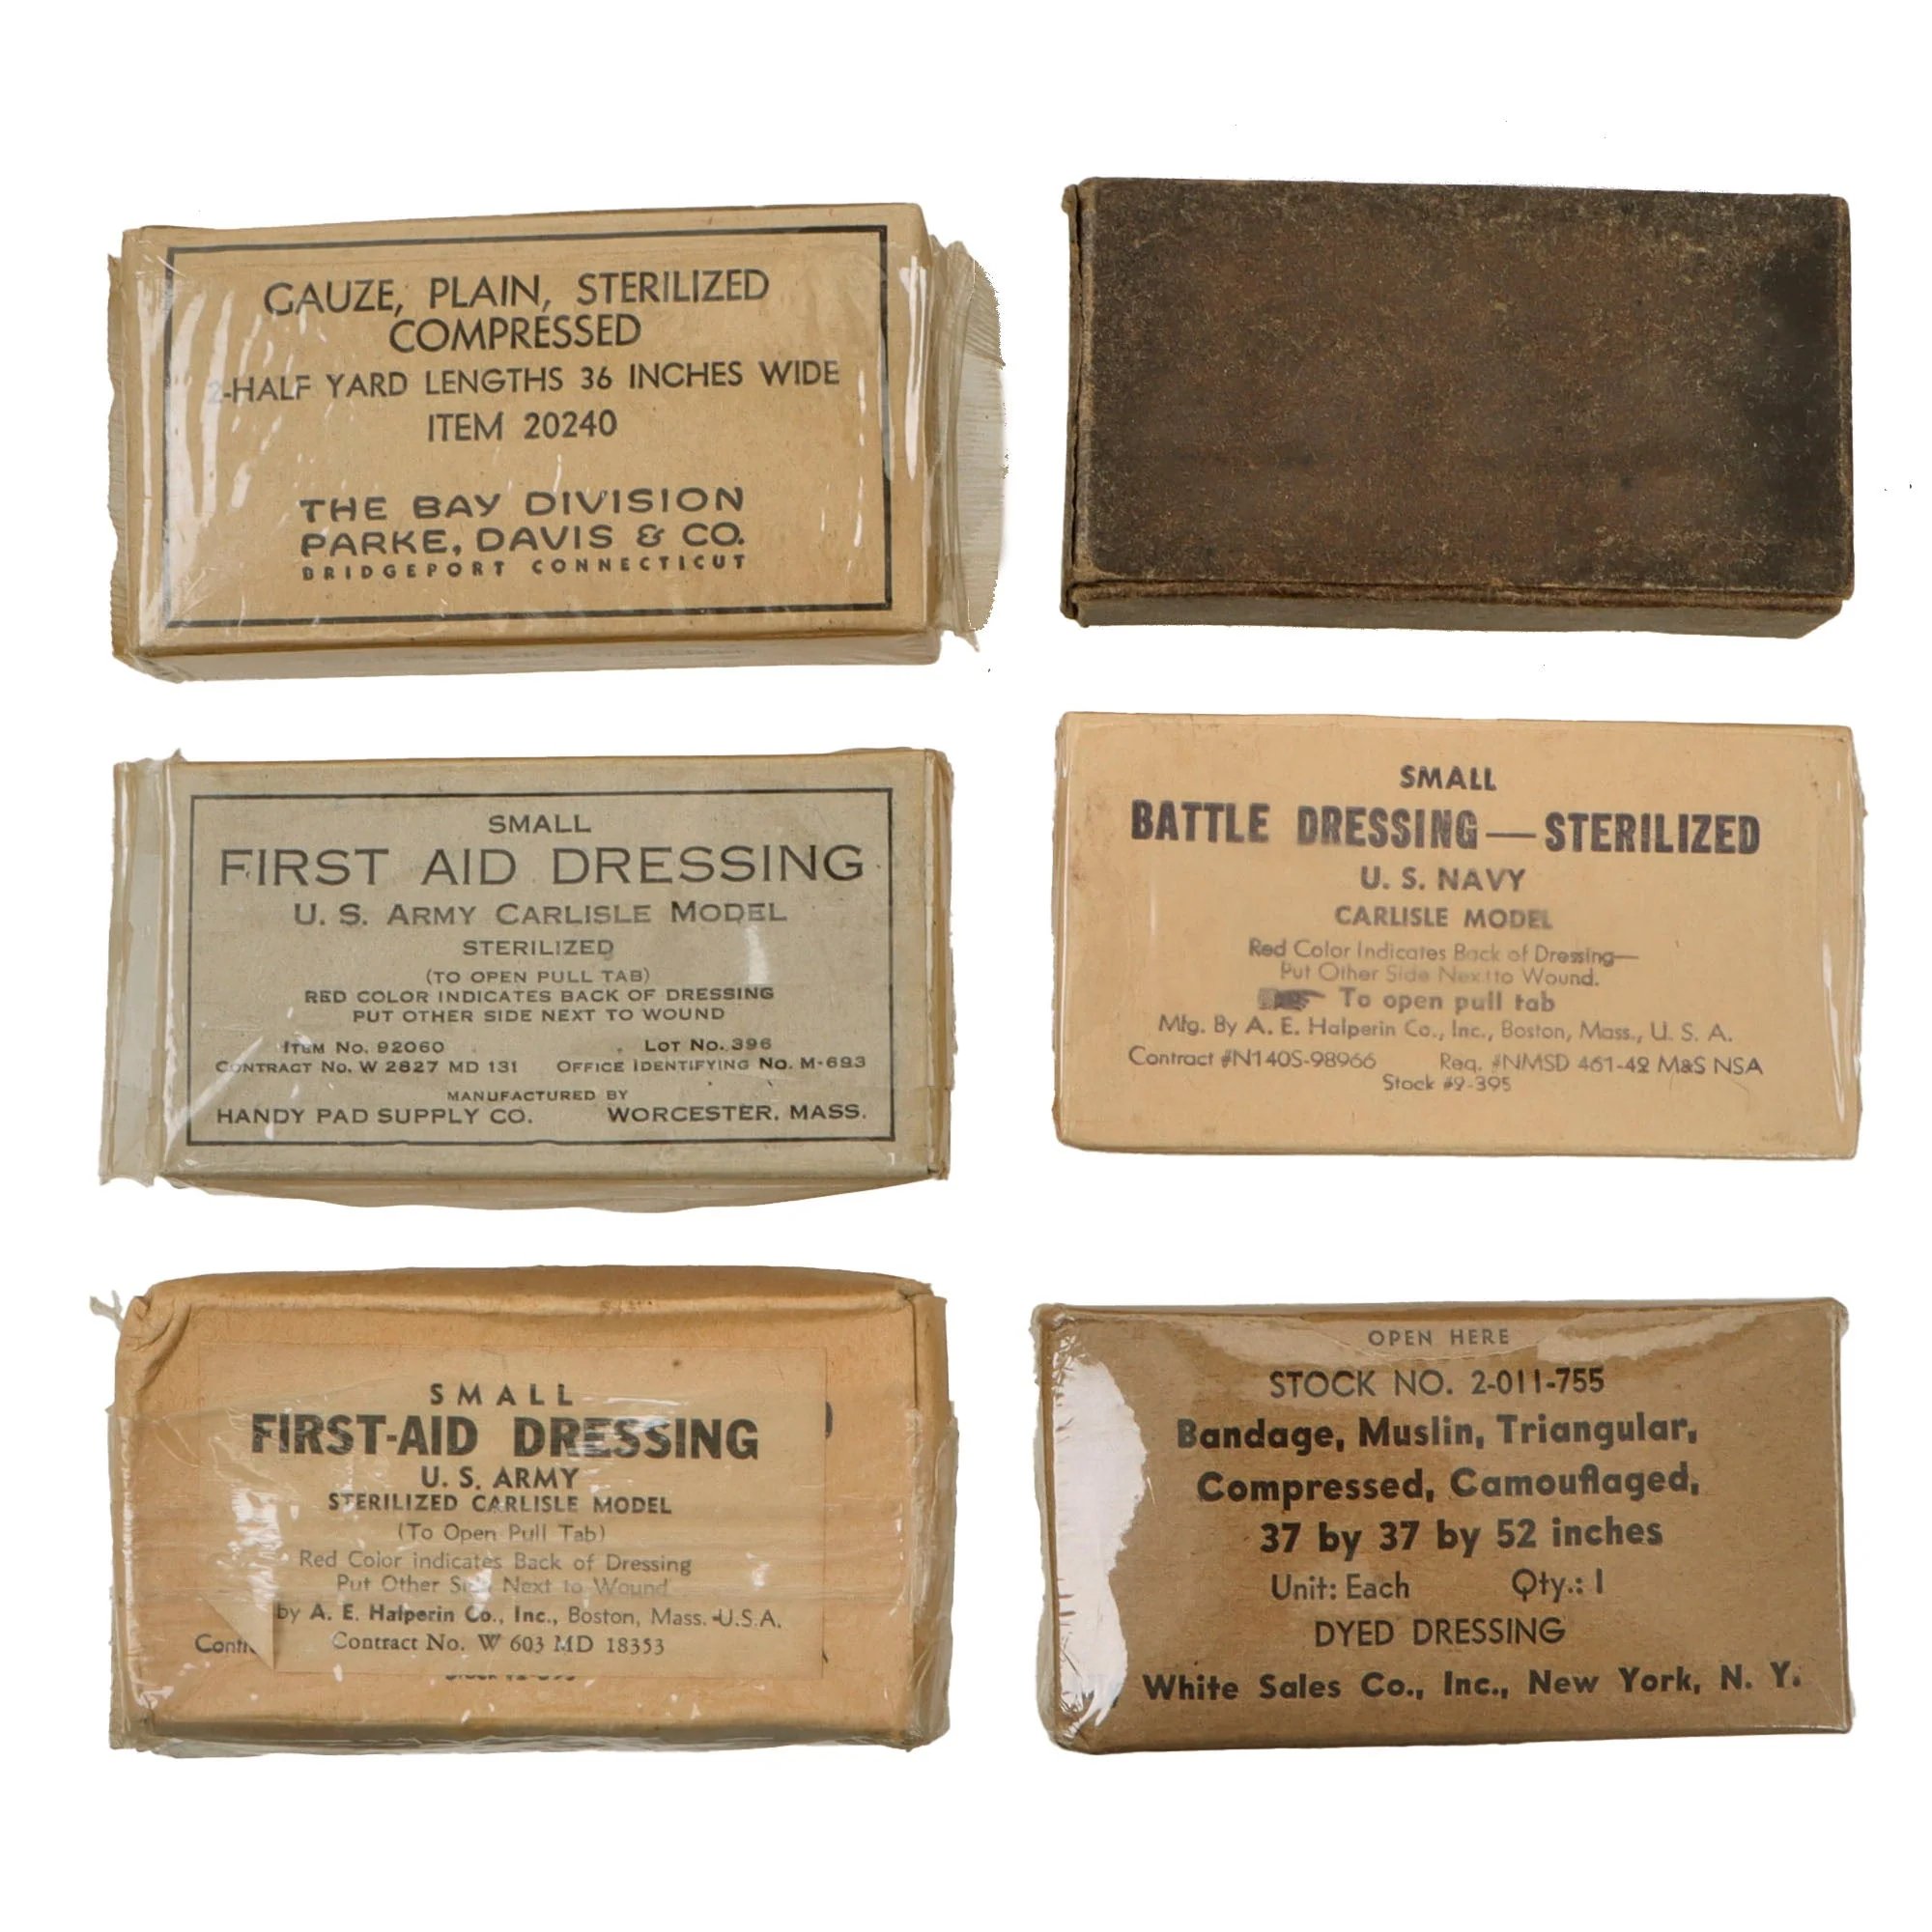 GAUZE, PLAIN, STERILIZED
COMPRESSED
2-HALF YARD LENGTHS 36 INCHES WIDE
ITEM 20240
THE BAY DIVISION
PARKE, DAVIS & CO.
BRIDGEPORT CONNECTICUT
SMALL
FIRST AID DRESSING
U. S. ARMY CARLISLE MODEL
STERILIZED
(TO OPEN PULL TAB)
RED COLOR INDICATES BACK OF DRESSING
PUT OTHER SIDE NEXT TO WOUND
ITEM NO. 92060 LOT NO. 396
CONTRACT NO. W 2827 MD 131 OFFICE IDENTIFYING NO. M-693
MANUFACTURED BY
HANDY PAD SUPPLY CO. WORCESTER, MASS.
SMALL
BATTLE DRESSING—STERILIZED
U. S. NAVY
CARLISLE MODEL
Red Color Indicates Back of Dressing—
Put Other Side Next to Wound.
To open pull tab
Mfg. By A. E. Halperin Co., Inc., Boston, Mass., U. S. A.
Contract #N140S-98966 Req. #NMSD 461-42 M&S NSA
Stock #2-395
SMALL
FIRST-AID DRESSING
U. S. ARMY
STERILIZED CARLISLE MODEL
(To Open Pull Tab)
Red Color indicates Back of Dressing
Put Other Side Next to Wound
by A. E. Halperin Co., Inc., Boston, Mass. U.S.A.
Contract No. W 603 MD 18353
OPEN HERE
STOCK NO. 2-011-755
Bandage, Muslin, Triangular,
Compressed, Camouflaged,
37 by 37 by 52 inches
Unit: Each Qty.: 1
DYED DRESSING
White Sales Co., Inc., New York, N. Y.